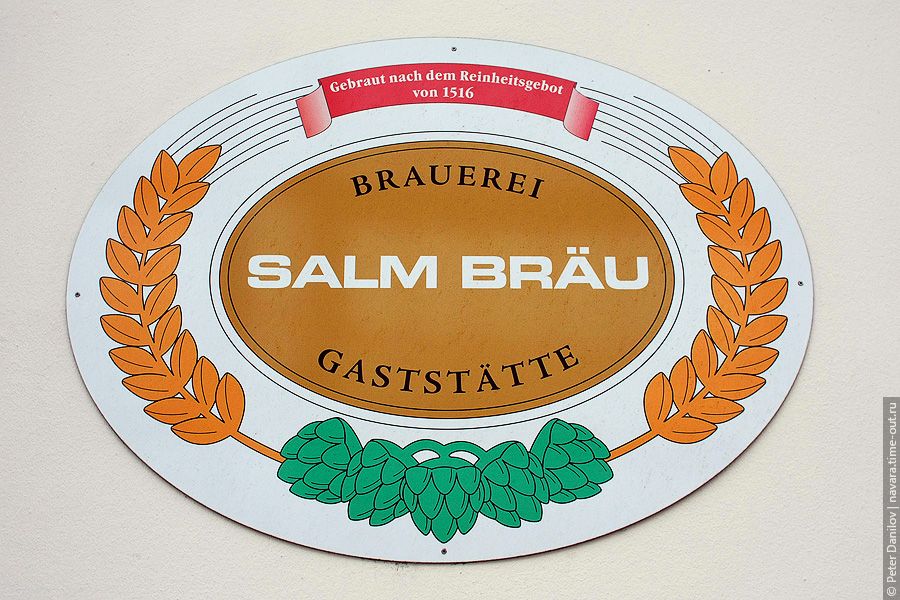 Gebraut nach dem Reinheitsgebot
von 1516
BRAUEREI
SALM BRÄU
GASTSTÄTTE
© Peter Danilov | navara.time-out.ru